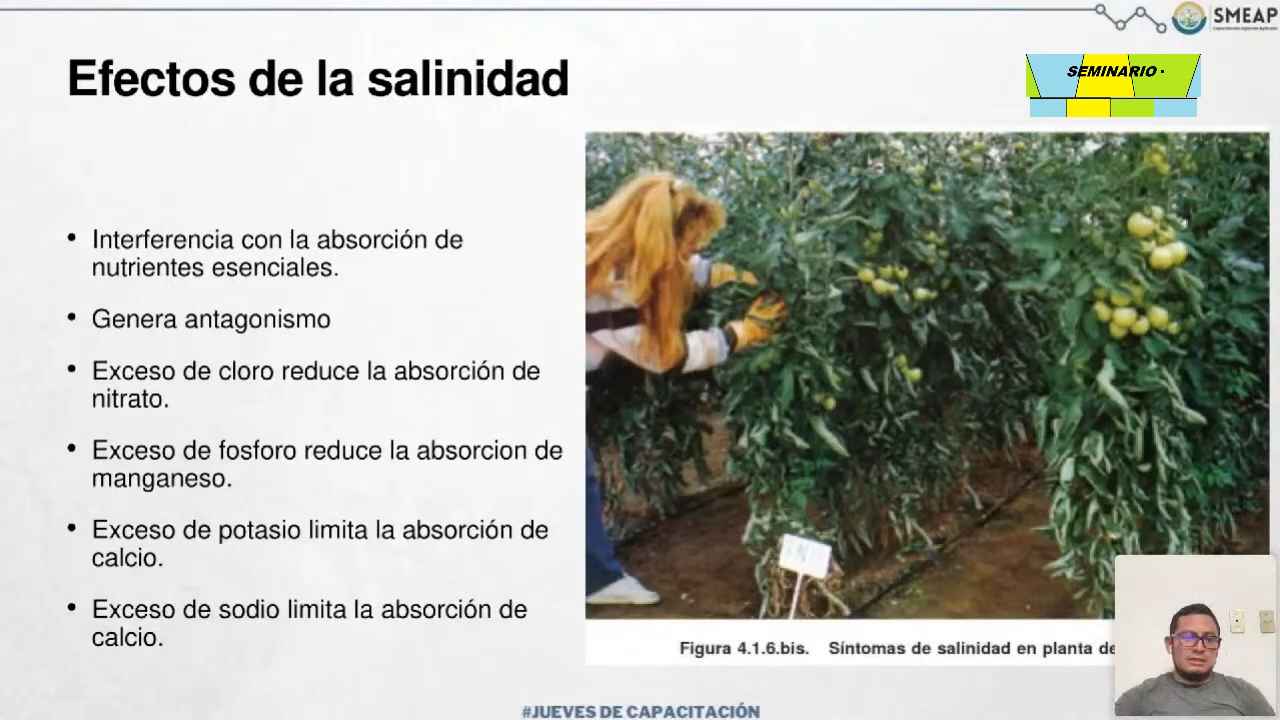 SMEAP
Efectos de la salinidad
SEMINARIO
• Interferencia con la absorción de
nutrientes esenciales.
• Genera antagonismo
• Exceso de cloro reduce la absorción de
nitrato.
• Exceso de fosforo reduce la absorcion de
manganeso.
• Exceso de potasio limita la absorción de
calcio.
• Exceso de sodio limita la absorción de
calcio.
Figura 4.1.6.bis. Síntomas de salinidad en planta de
#JUEVES DE CAPACITACIÓN